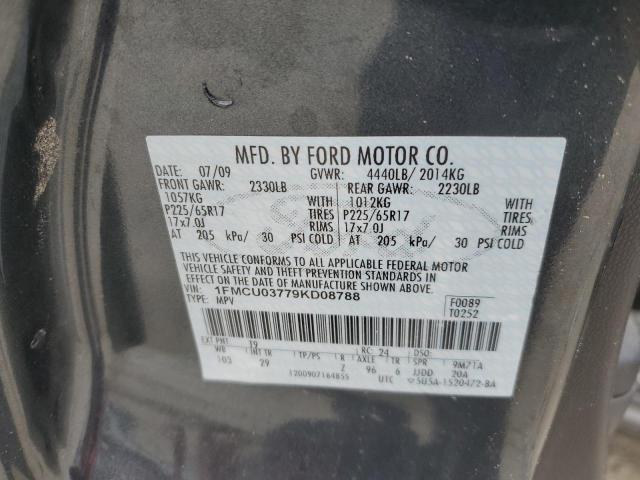 MFD. BY FORD MOTOR CO.
DATE: 07/09 GVWR: 4440LB/ 2014KG
FRONT GAWR: 2330LB REAR GAWR: 2230LB
1057KG WITH 1012KG WITH
P225/65R17 TIRES P225/65R17 TIRES
17x7.0J RIMS 17x7.0J RIMS
AT 205 kPa/ 30 PSI COLD AT 205 kPa/ 30 PSI COLD
THIS VEHICLE CONFORMS TO ALL APPLICABLE FEDERAL MOTOR
VEHICLE SAFETY AND THEFT PREVENTION STANDARDS IN
EFFECT ON THE DATE OF MANUFACTURE SHOWN ABOVE.
VIN: 1FMCU03779KD08788
TYPE: MPV
F0089
T0252
EXT PNT: T9 RC: 24 DSO:
WB INT TR TP/PS R AXLE TR SPR 9M71A
103 29 Z 96 6 JJDD 20A
1200907164855 UTC 5U5A-1520472-BA
Ford